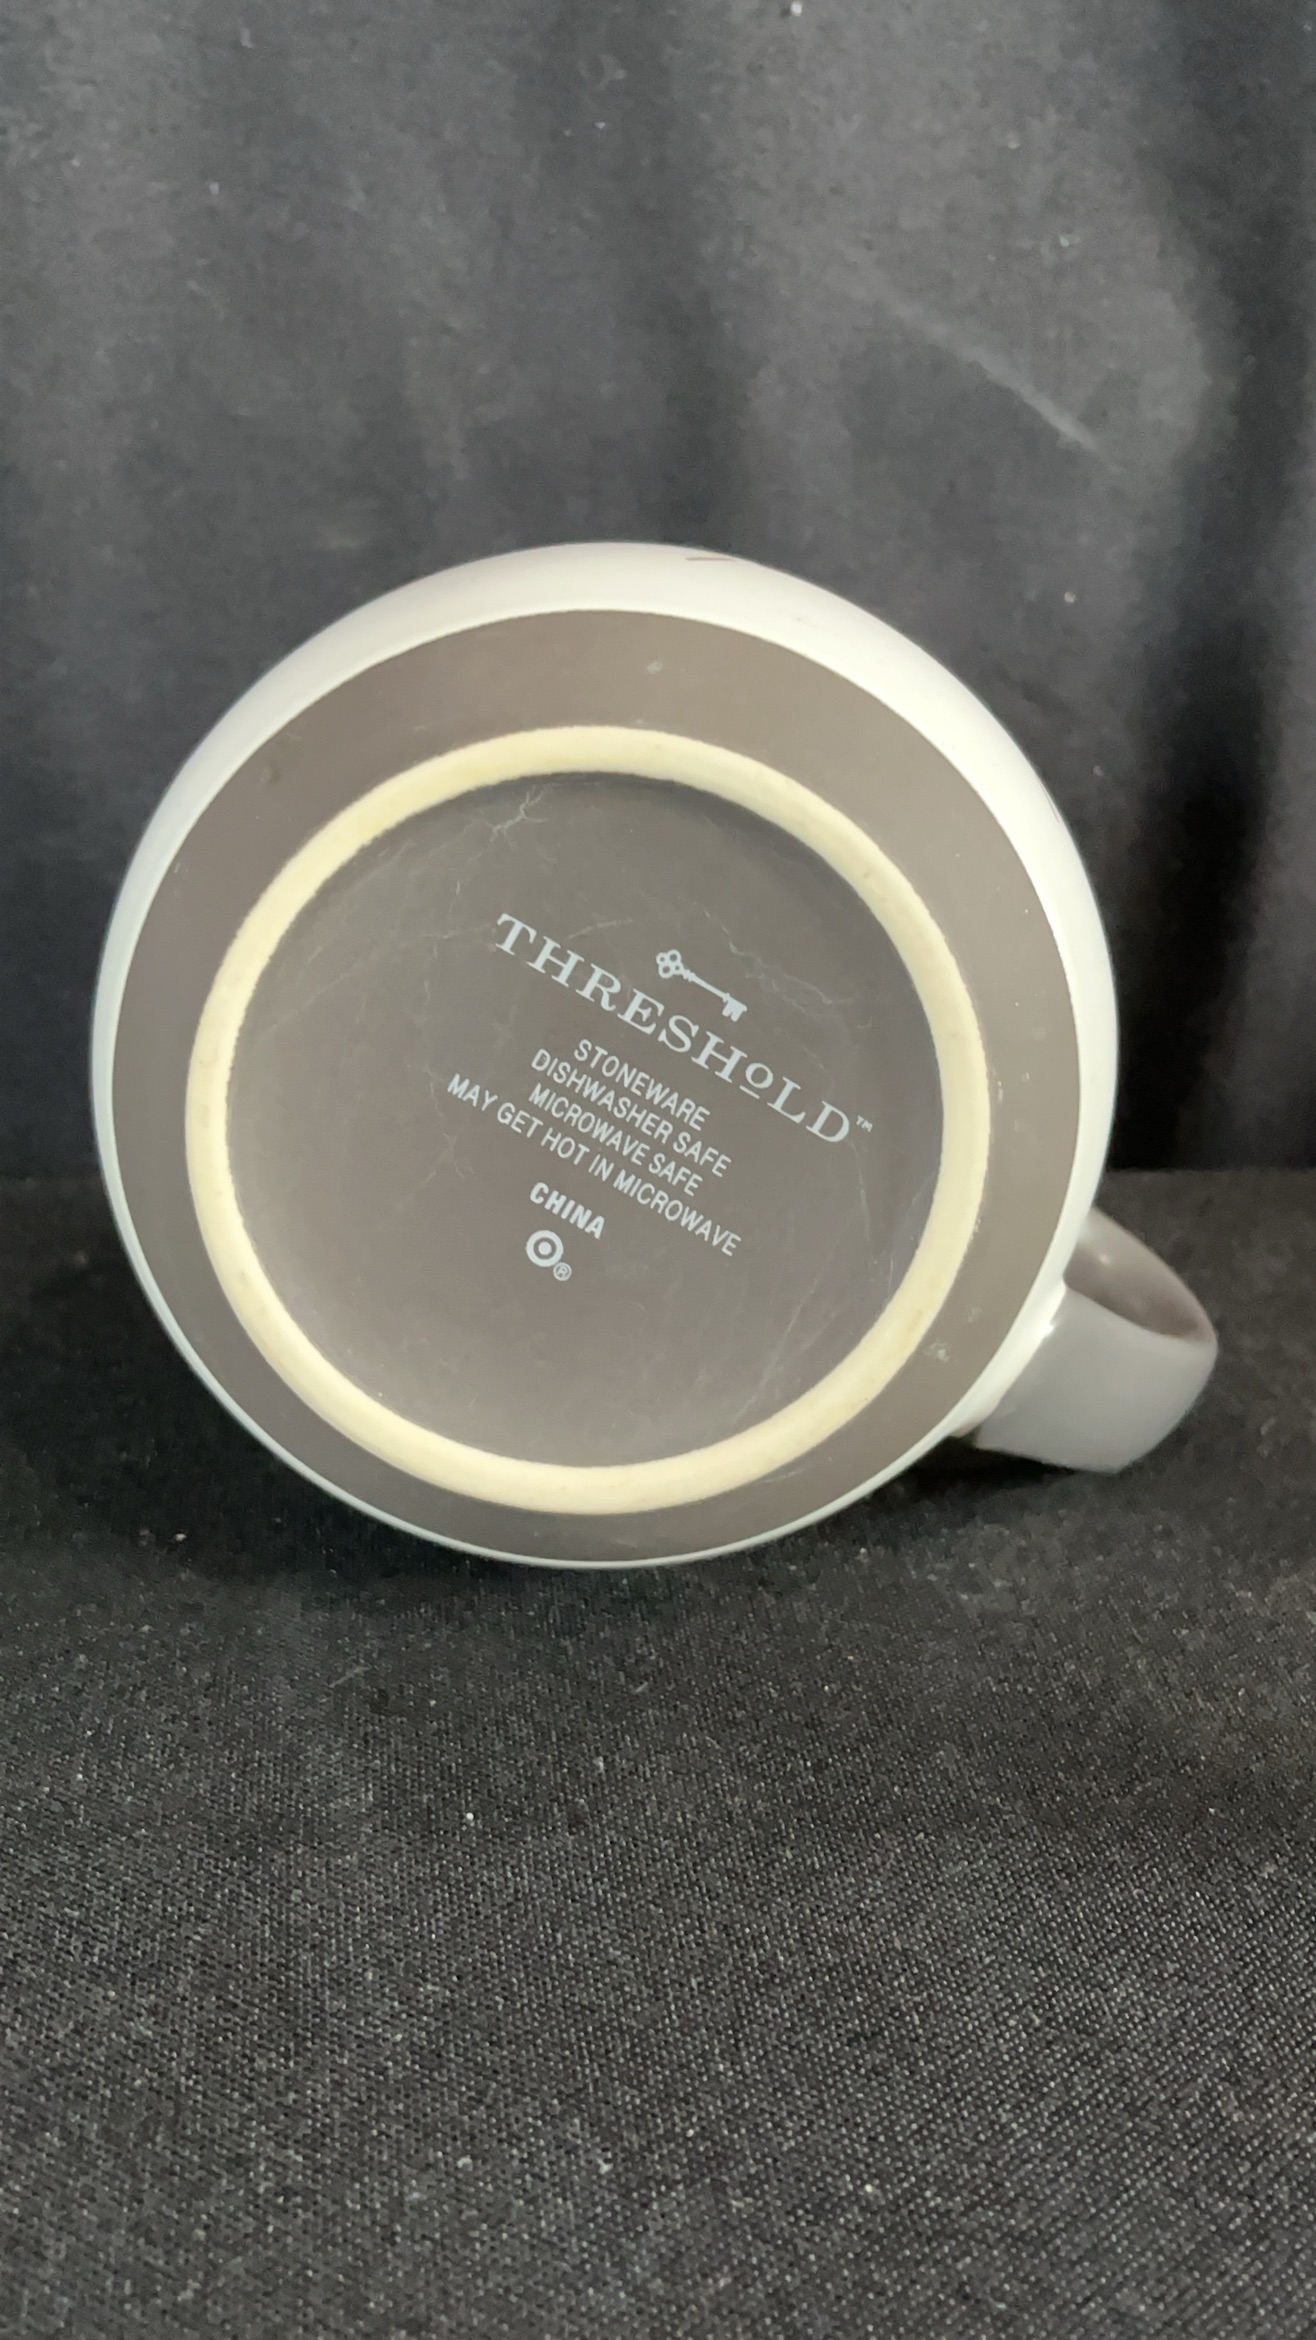 THRESHOLD™
STONEWARE
DISHWASHER SAFE
MICROWAVE SAFE
MAY GET HOT IN MICROWAVE
CHINA
®